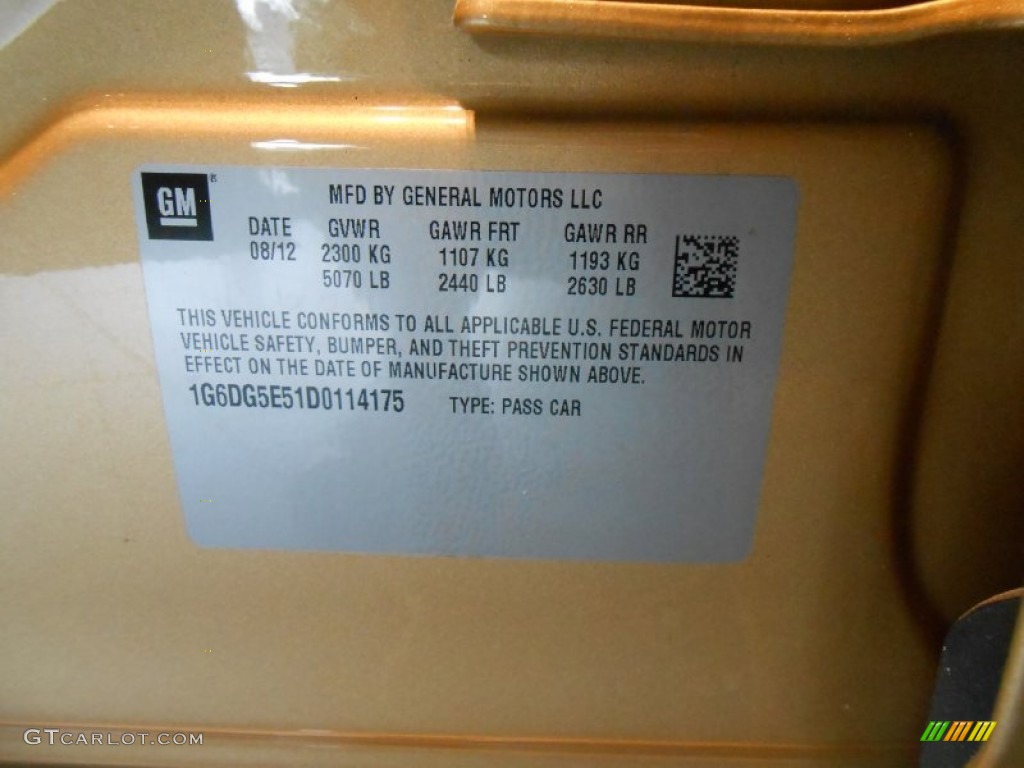 GM®
MFD BY GENERAL MOTORS LLC
DATE GVWR GAWR FRT GAWR RR
08/12 2300 KG 1107 KG 1193 KG
5070 LB 2440 LB 2630 LB
THIS VEHICLE CONFORMS TO ALL APPLICABLE U.S. FEDERAL MOTOR
VEHICLE SAFETY, BUMPER, AND THEFT PREVENTION STANDARDS IN
EFFECT ON THE DATE OF MANUFACTURE SHOWN ABOVE.
1G6DG5E51D0114175 TYPE: PASS CAR
GTCARLOT.COM